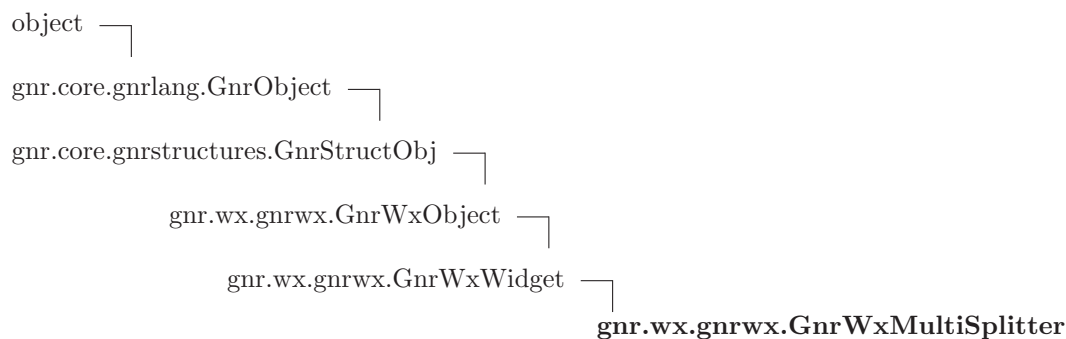 object
gnr.core.gnrlang.GnrObject
gnr.core.gnrstructures.GnrStructObj
gnr.wx.gnrwx.GnrWxObject
gnr.wx.gnrwx.GnrWxWidget
gnr.wx.gnrwx.GnrWxMultiSplitter